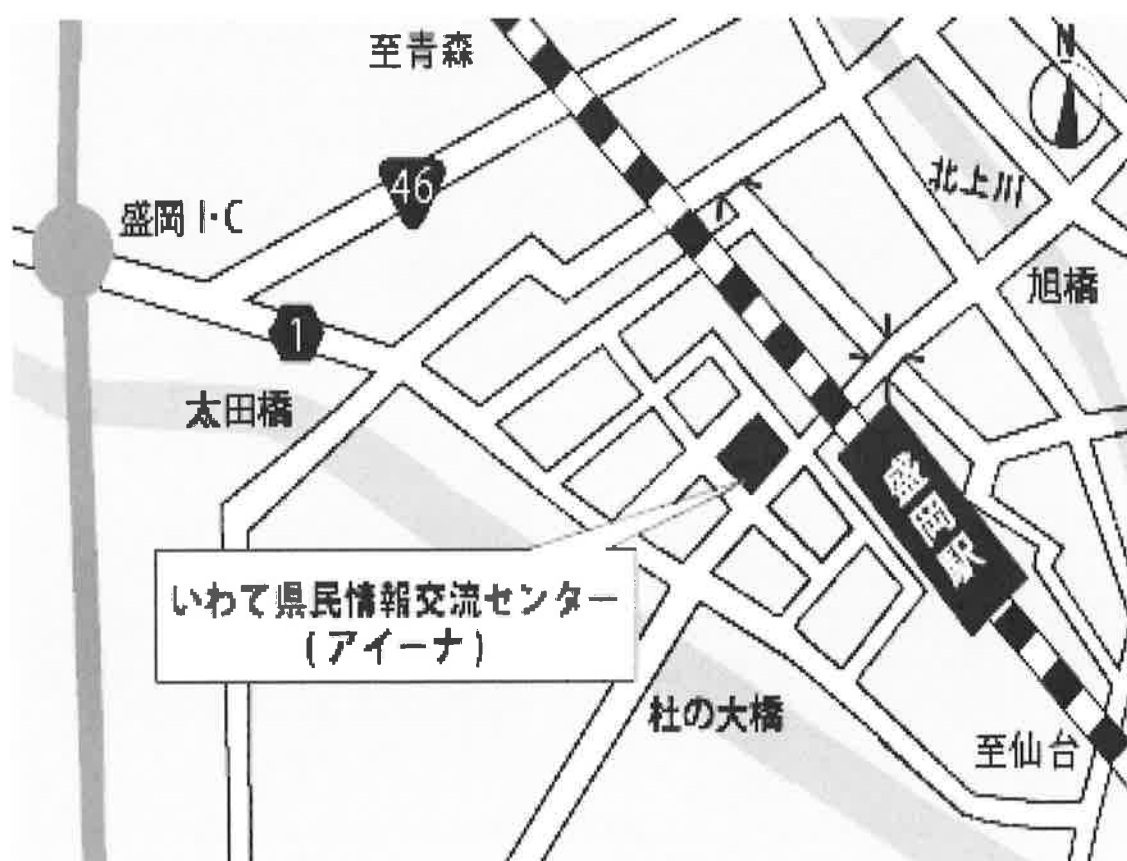 至青森
N
46
北上川
盛岡I・C
旭橋
1
太田橋
盛岡駅
いわて県民情報交流センター
(アイーナ)
杜の大橋
至仙台